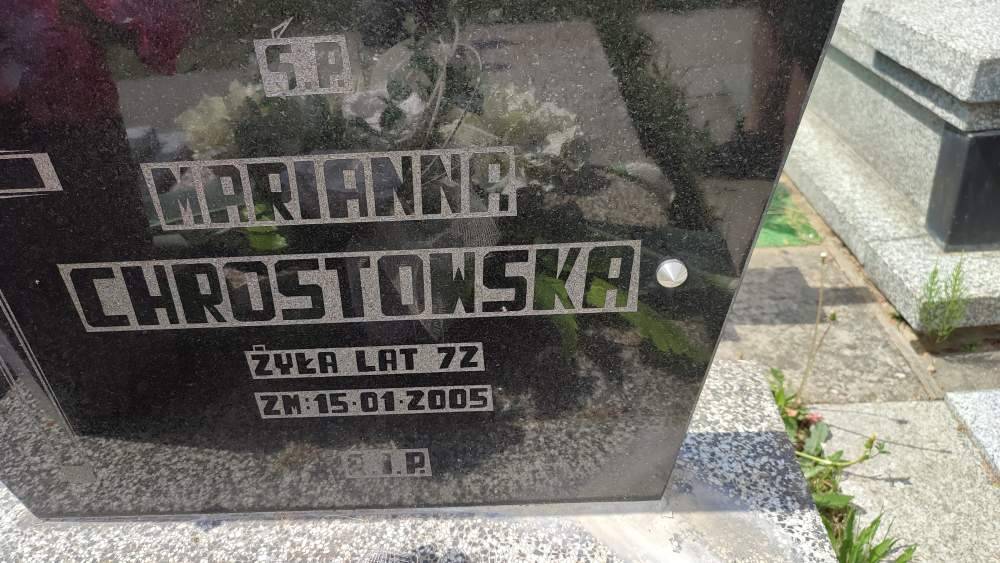 Ś.P.
MARIANNA
CHROSTOWSKA
ŻYŁA LAT 72
ZM·15·01·2005
R.I.P.